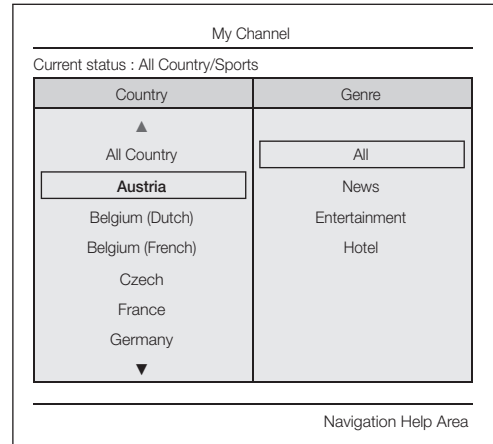 My Channel
Current status : All Country/Sports
Country Genre
▲
All Country All
Austria News
Belgium (Dutch) Entertainment
Belgium (French) Hotel
Czech
France
Germany
▼
Navigation Help Area